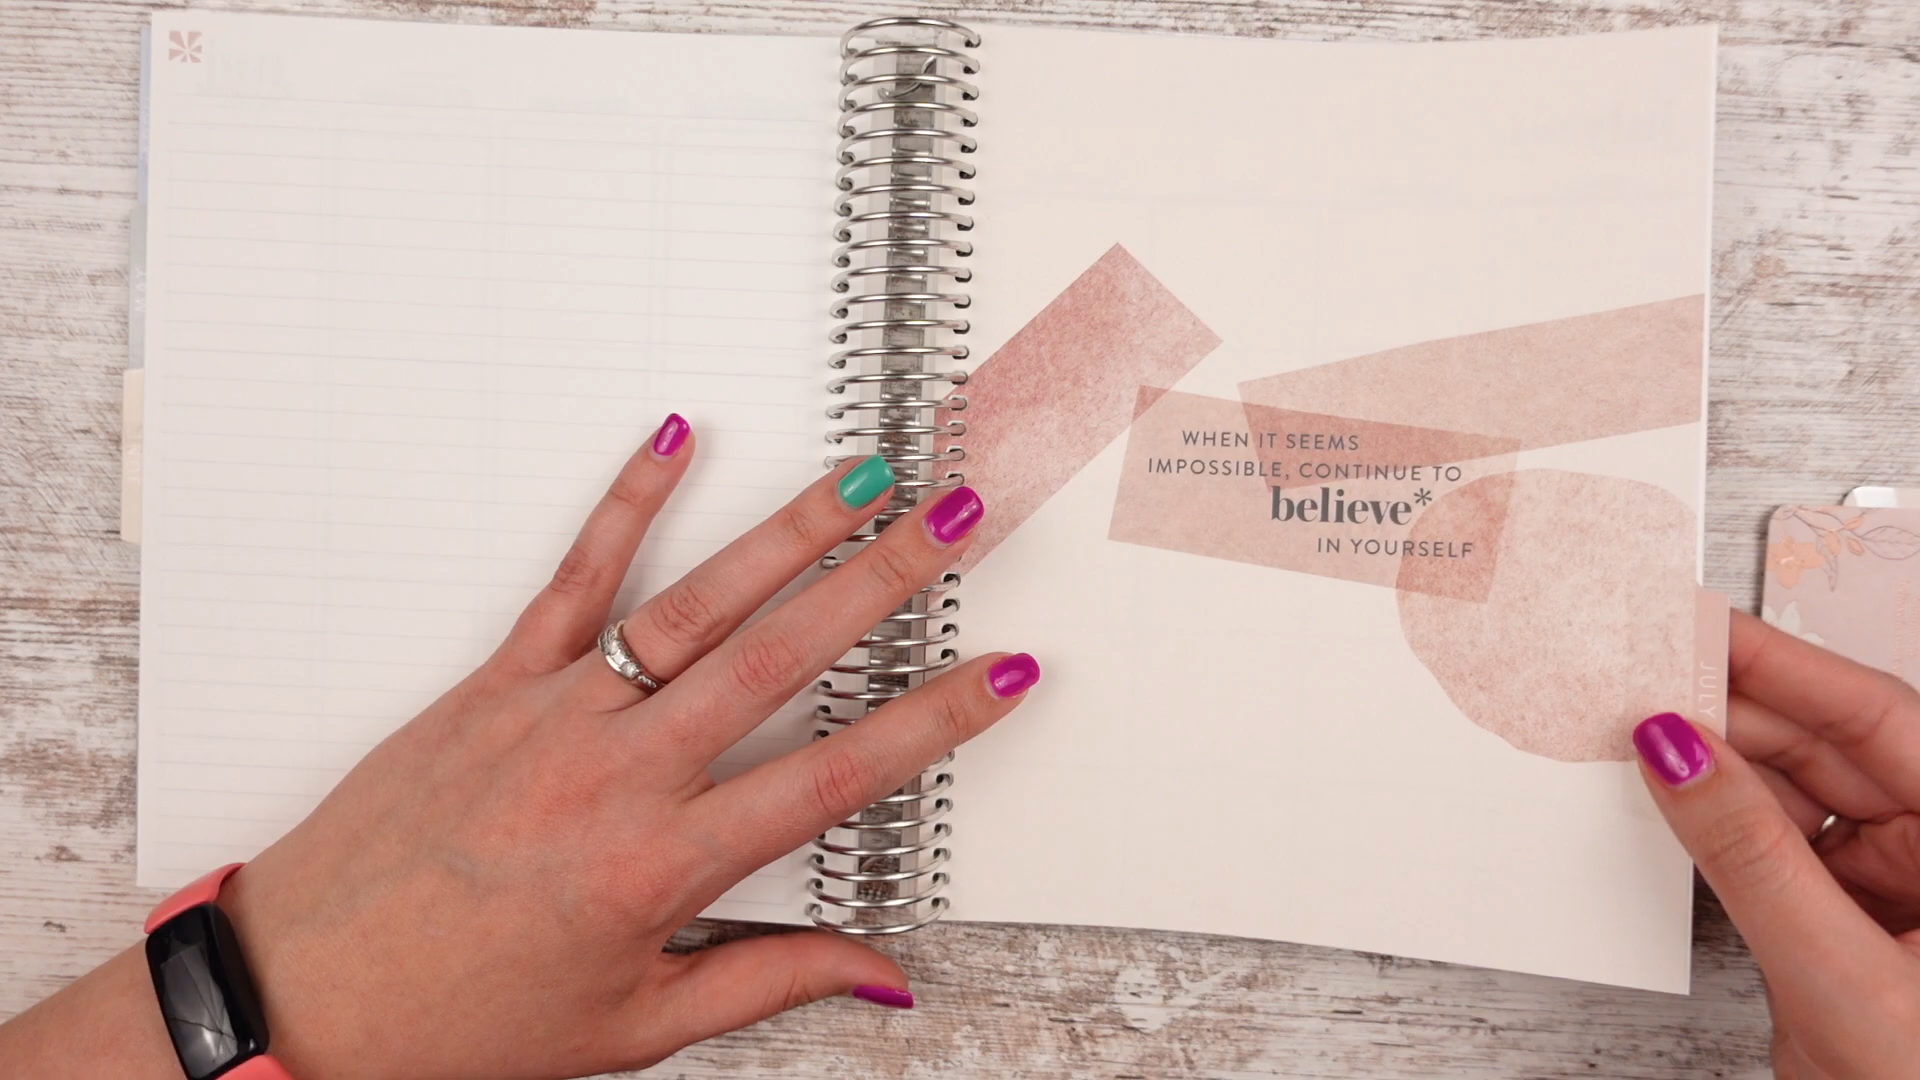 WHEN IT SEEMS
IMPOSSIBLE, CONTINUE TO
believe*
IN YOURSELF
JULY